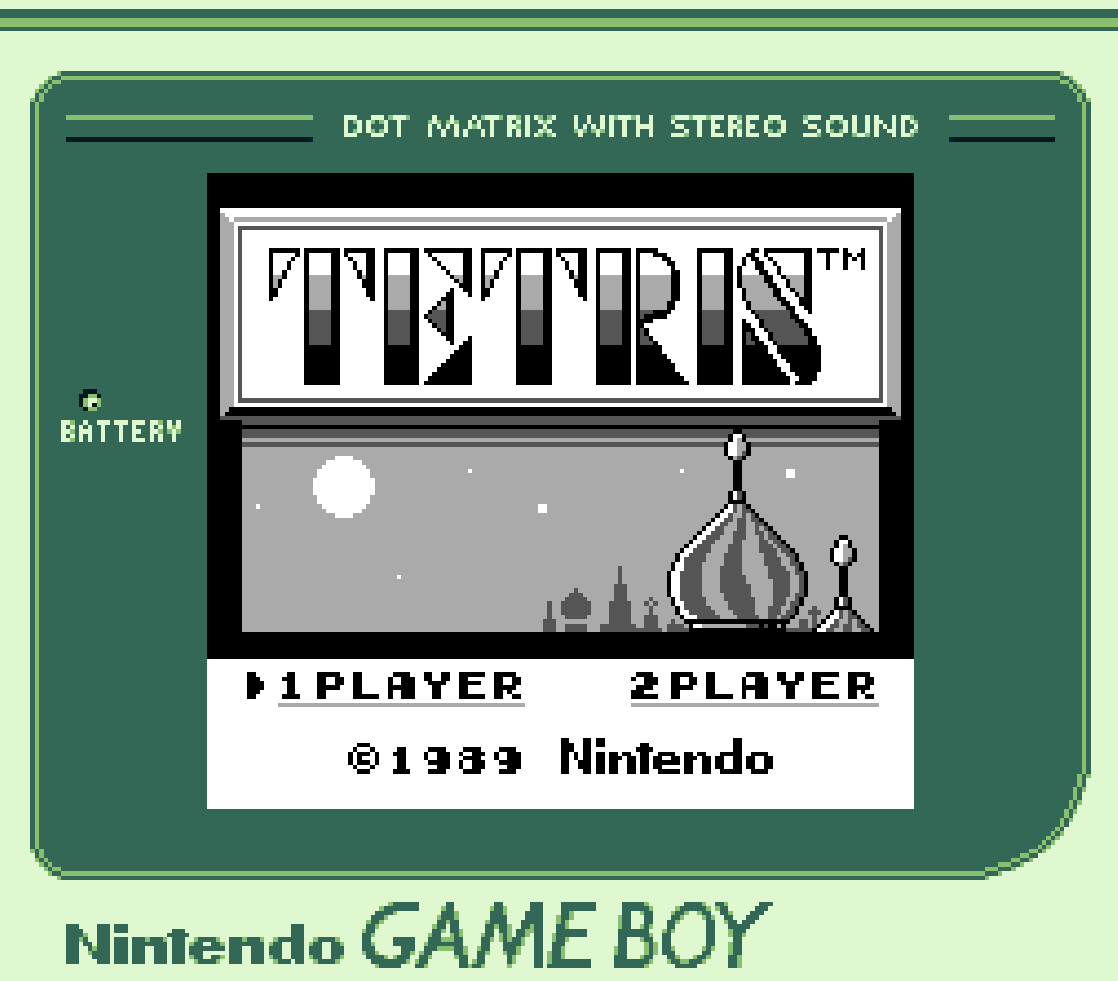 DOT MATRIX WITH STEREO SOUND
TETRIS™
BATTERY
1PLAYER 2PLAYER
©1989 Nintendo
Nintendo GAME BOY